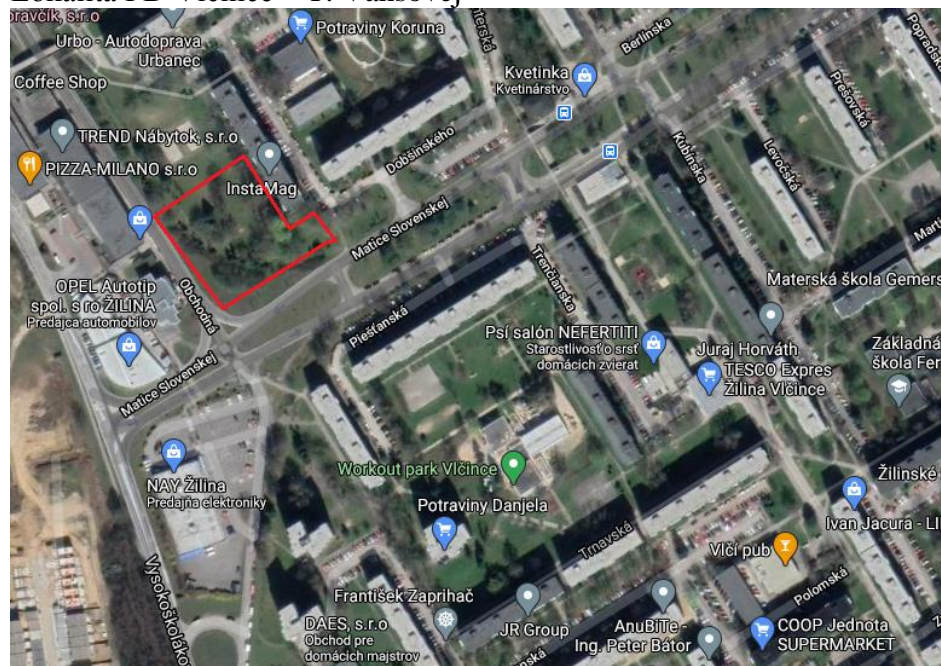 ravčík, s.r.o
Urbo - Autodoprava
Urbanec
Potraviny Koruna
Berlínska
Coffee Shop
Kvetinka
Kvetinárstvo
Popradská
Prešovská
TREND Nábytok, s.r.o
PIZZA-MILANO s.r.o
InstaMag
Dobšinského
Kubínska
Levočská
Matice Slovenskej
Trenčianska
Materská škola Gemers
OPEL Autotip
spol. s ro ŽILINA
Predajca automobilov
Obchodná
Piešťanská
Psí salón NEFERTITI
Starostlivosť o srsť
domácich zvierat
Juraj Horváth
TESCO Expres
Žilina Vlčince
Základná
škola Fer
Matice Slovenskej
NAY Žilina
Predajňa elektroniky
Workout park Vlčince
Potraviny Danjela
Žilinské
Ivan Jacura - LI
Trnavská
Vlčí pub
Polomská
Vysokoškoláko
František Zaprihač
DAES, s.r.o
Obchod pre
domácich majstrov
JR Group
AnuBiTe -
Ing. Peter Bátor
COOP Jednota
SUPERMARKET